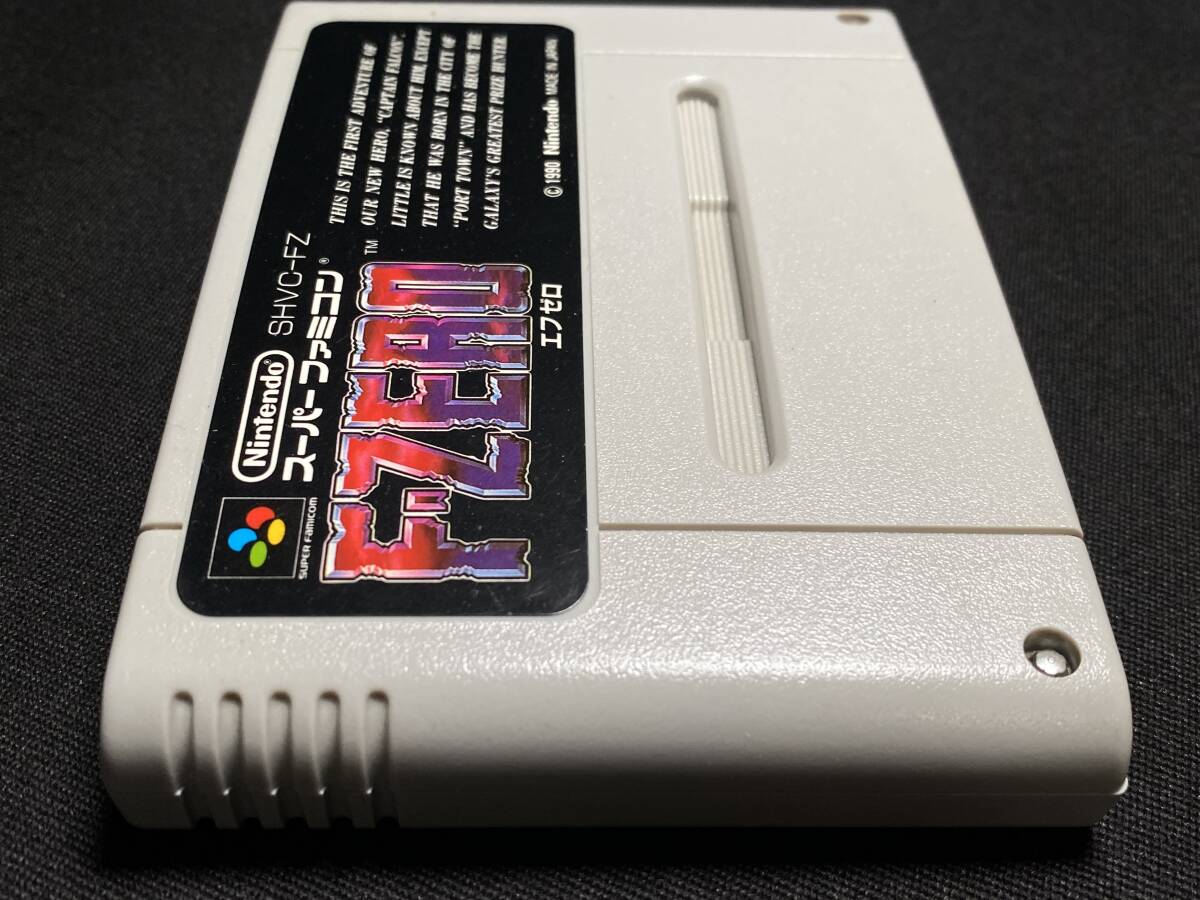 Nintendo® SHVC-FZ
スーパーファミコン®
SUPER FAMICOM
F-ZERO™
エフゼロ
THIS IS THE FIRST ADVENTURE OF
OUR NEW HERO, "CAPTAIN FALCON".
LITTLE IS KNOWN ABOUT HIM EXCEPT
THAT HE WAS BORN IN THE CITY OF
"PORT TOWN" AND HAS BECOME THE
GALAXY'S GREATEST PRIZE HUNTER
© 1990 Nintendo MADE IN JAPAN